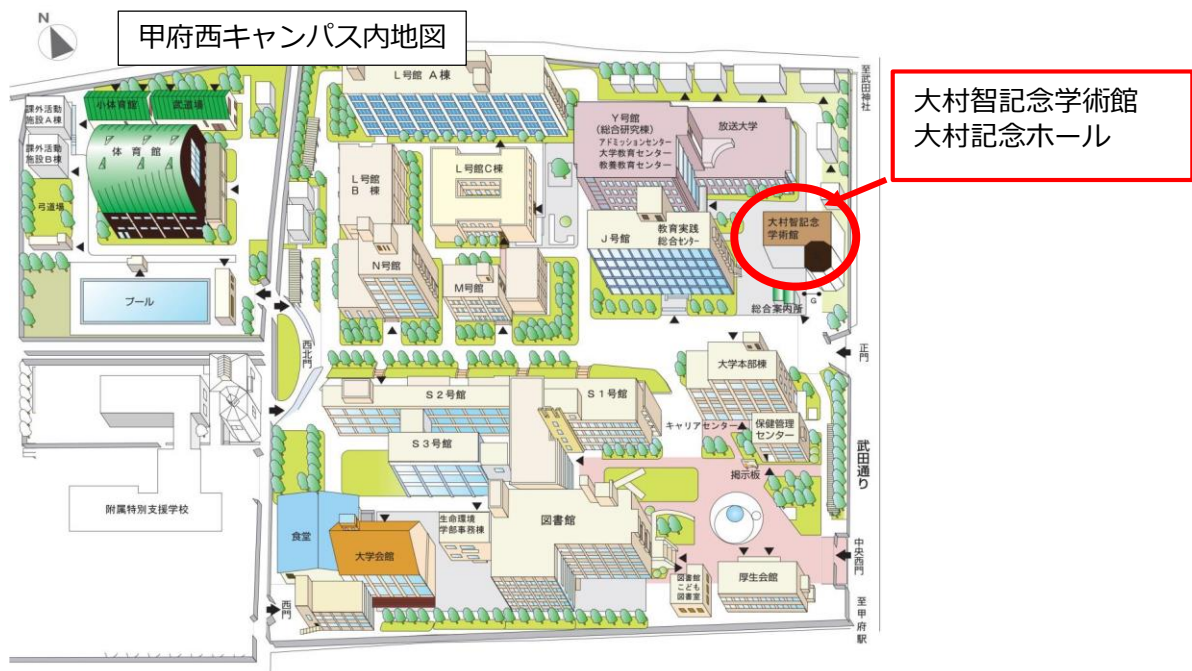 N
甲府西キャンパス内地図
大村智記念学術館
大村記念ホール
至武田神社
L号館 A棟
小体育館
武道場
課外活動
施設A棟
課外活動
施設B棟
体育館
弓道場
プール
L号館
B 棟
L号館C棟
Y号館
(総合研究棟)
アドミッションセンター
大学教育センター
教養教育センター
放送大学
J号館
教育実践
総合センター
大村智記念
学術館
N号館
M号館
総合案内所
G
正門
西北門
大学本部棟
S2号館
S1号館
キャリアセンター
保健管理
センター
S3号館
掲示板
武田通り
附属特別支援学校
食堂
大学会館
生命環境
学部事務棟
図書館
中央西門
図書館
こども
図書室
厚生会館
西門
至甲府駅